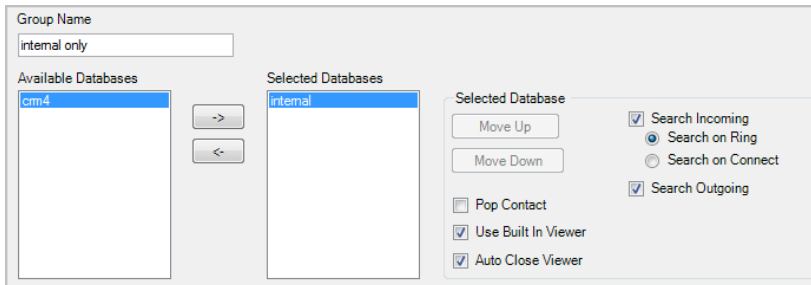 Group Name
internal only
Available Databases
Selected Databases
crm4
->
<-
internal
Selected Database
Move Up
Move Down
Pop Contact
Use Built In Viewer
Auto Close Viewer
Search Incoming
Search on Ring
Search on Connect
Search Outgoing